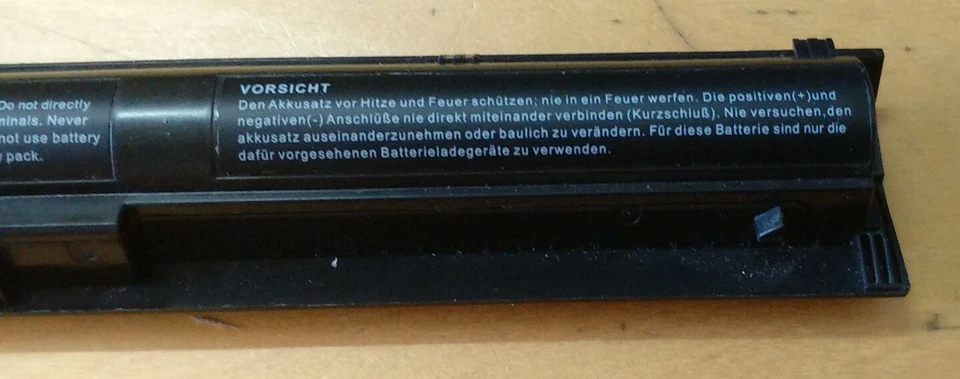 Do not directly
minals. Never
not use battery
pack.
VORSICHT
Den Akkusatz vor Hitze und Feuer schützen; nie in ein Feuer werfen. Die positiven(+)und
negativen(-) Anschlüße nie direkt miteinander verbinden (Kurzschluß). Nie versuchen,den
akkusatz auseinanderzunehmen oder baulich zu verändern. Für diese Batterie sind nur die
dafür vorgesehenen Batterieladegeräte zu verwenden.